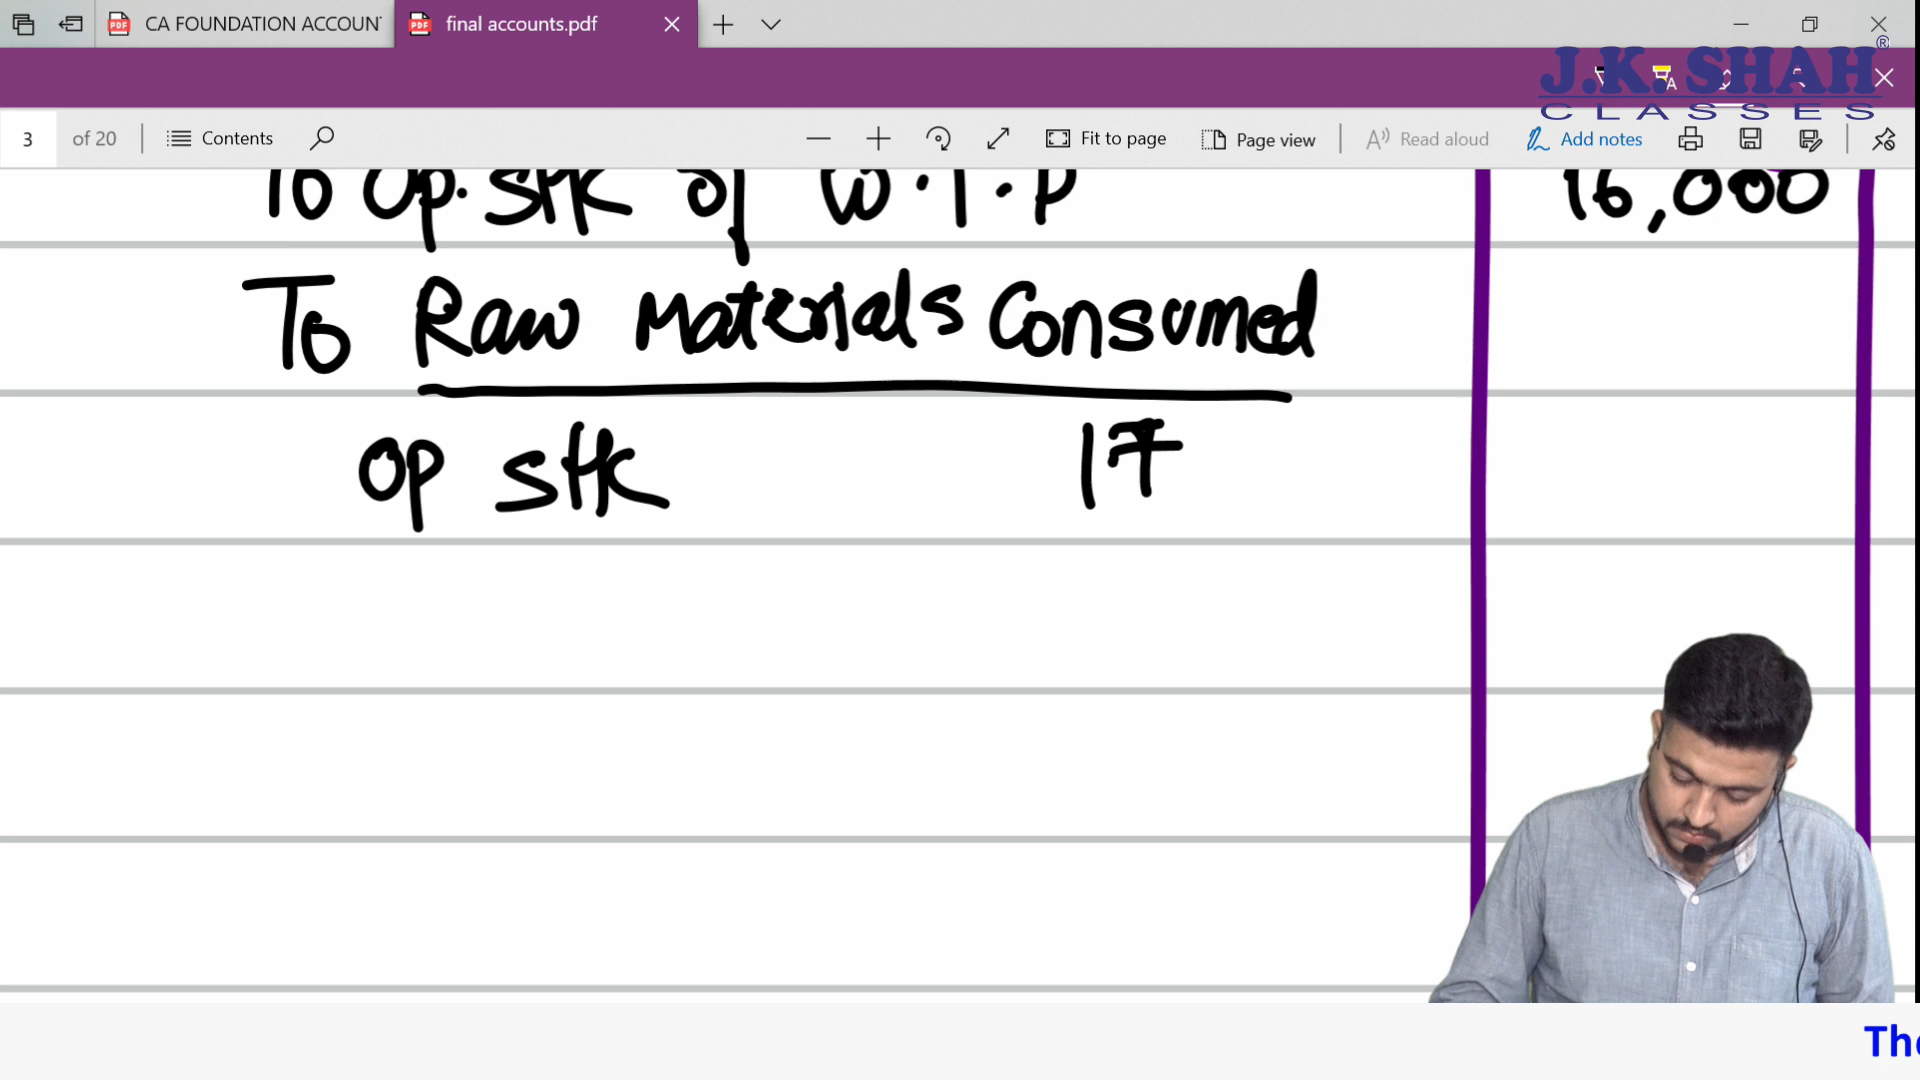 CA FOUNDATION ACCOUN
final accounts.pdf
J.K. SHAH®
CLASSES
3 of 20 Contents Fit to page Page view Read aloud Add notes
To Op. Stk of W.I.P 16,000
To Raw Materials Consumed
Op Stk 17
The